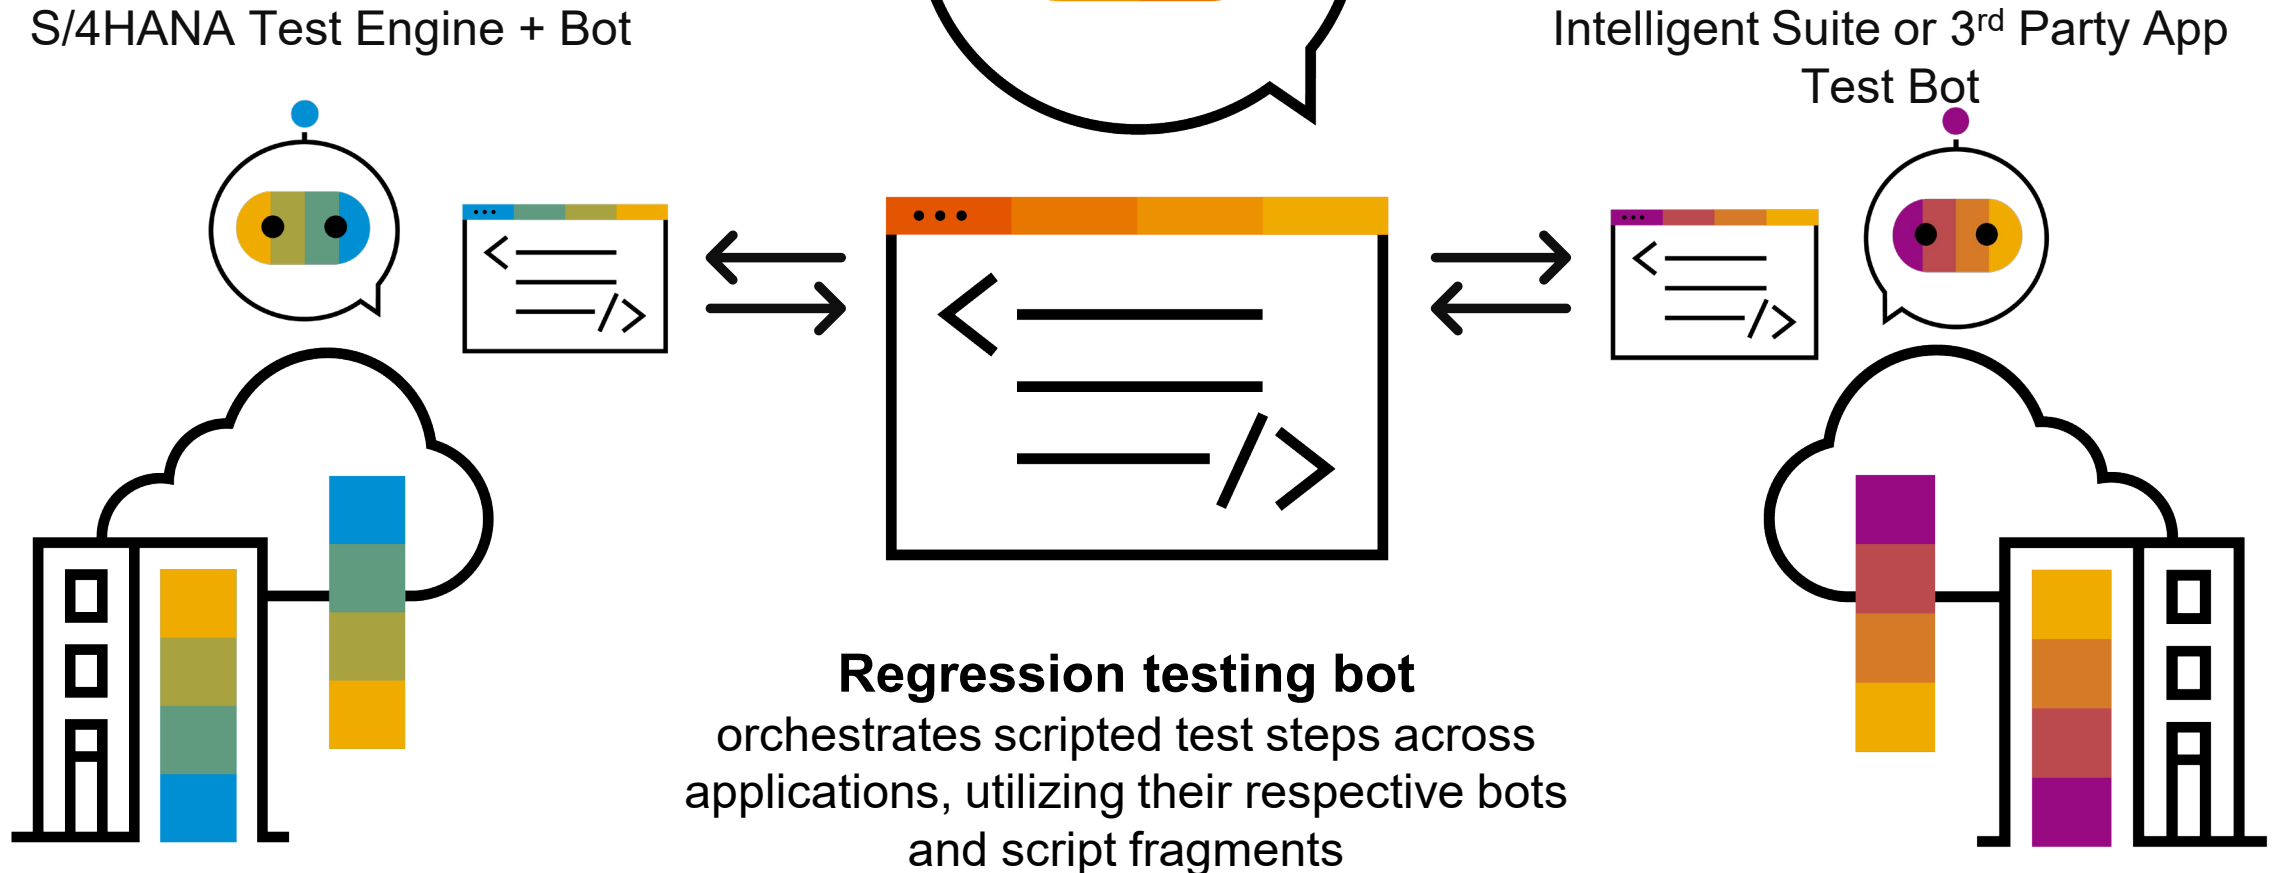 S/4HANA Test Engine + Bot
Intelligent Suite or 3rd Party App
Test Bot
Regression testing bot
orchestrates scripted test steps across
applications, utilizing their respective bots
and script fragments